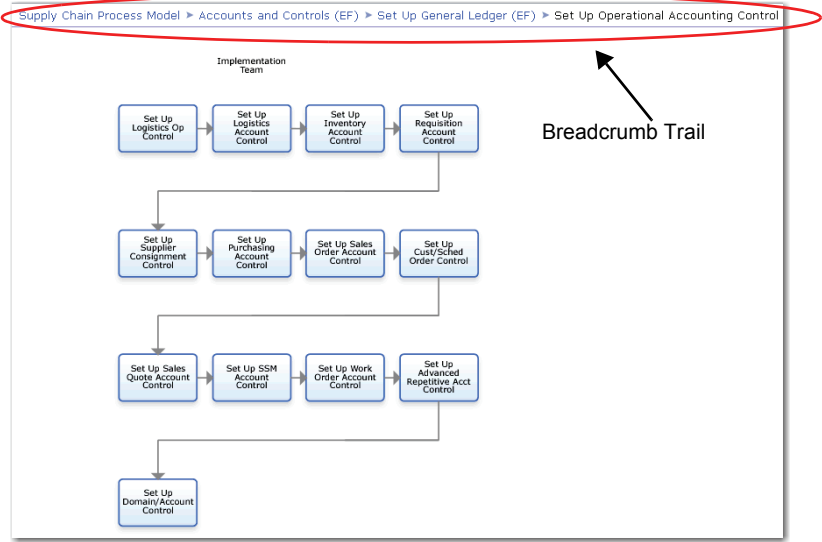 Supply Chain Process Model ➤ Accounts and Controls (EF) ➤ Set Up General Ledger (EF) ➤ Set Up Operational Accounting Control
Implementation
Team
Breadcrumb Trail
Set Up
Logistics Op
Control
Set Up
Logistics
Account
Control
Set Up
Inventory
Account
Control
Set Up
Requisition
Account
Control
Set Up
Supplier
Consignment
Control
Set Up
Purchasing
Account
Control
Set Up Sales
Order Account
Control
Set Up
Cust/Sched
Order Control
Set Up Sales
Quote Account
Control
Set Up SSM
Account
Control
Set Up Work
Order Account
Control
Set Up
Advanced
Repetitive Acct
Control
Set Up
Domain/Account
Control